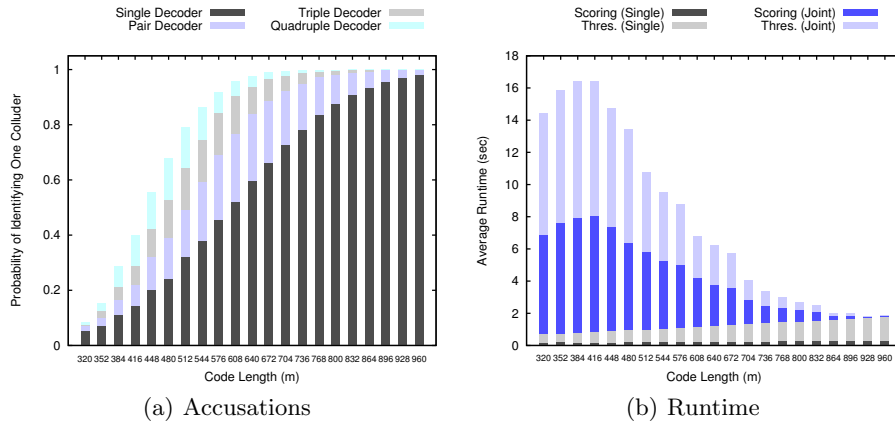 Single Decoder
Pair Decoder
Triple Decoder
Quadruple Decoder
Probability of Identifying One Colluder
1
0.8
0.6
0.4
0.2
0
320 352 384 416 448 480 512 544 576 608 640 672 704 736 768 800 832 864 896 928 960
Code Length (m)
(a) Accusations
Scoring (Single)
Thres. (Single)
Scoring (Joint)
Thres. (Joint)
Average Runtime (sec)
18
16
14
12
10
8
6
4
2
0
320 352 384 416 448 480 512 544 576 608 640 672 704 736 768 800 832 864 896 928 960
Code Length (m)
(b) Runtime